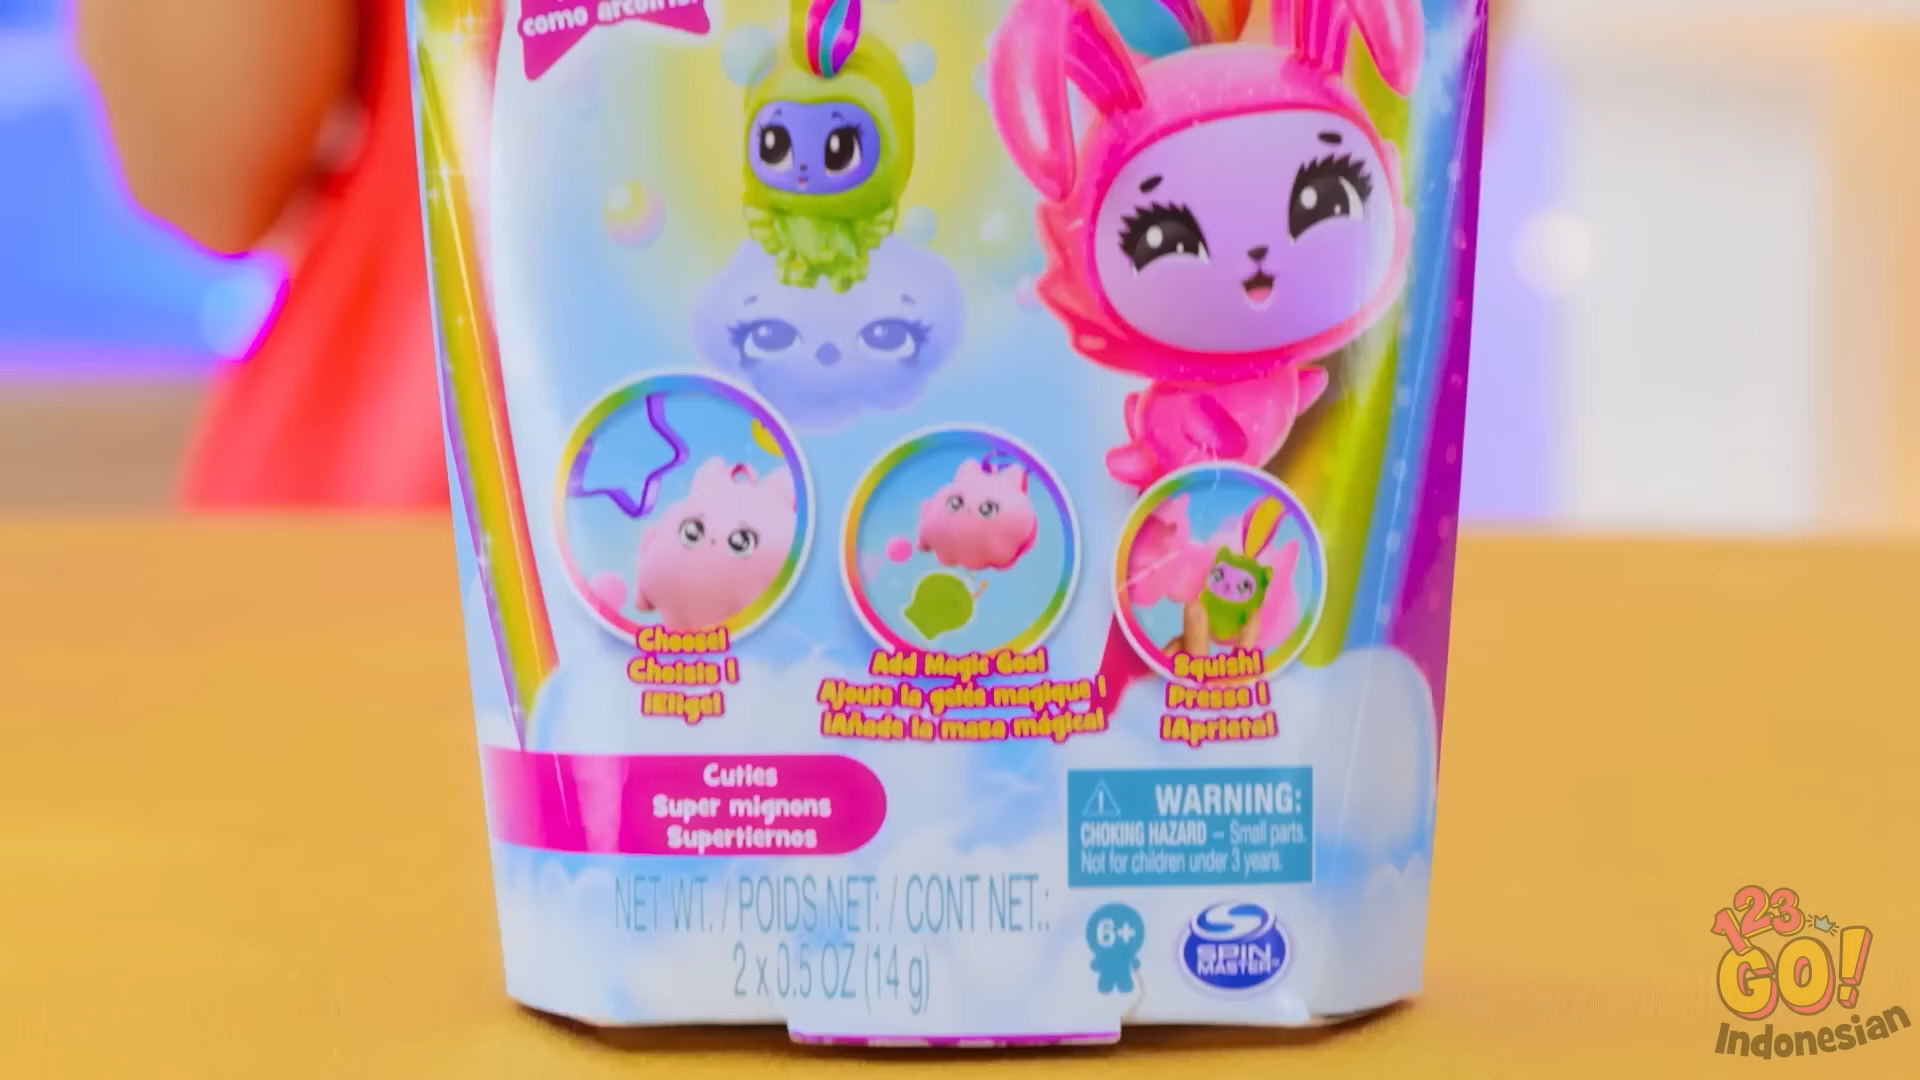 como arcoíris!
Choose!
Choisis !
¡Elige!
Add Magic Goo!
Ajoute la gelée magique !
¡Añade la masa mágica!
Squish!
Presse !
¡Aprieta!
Cuties
Super mignons
Supertiernos
WARNING:
CHOKING HAZARD – Small parts.
Not for children under 3 years.
NET WT. / POIDS NET: / CONT NET.:
2 x 0.5 OZ (14 g)
6+
SPIN
MASTER™
123
GO!
Indonesian